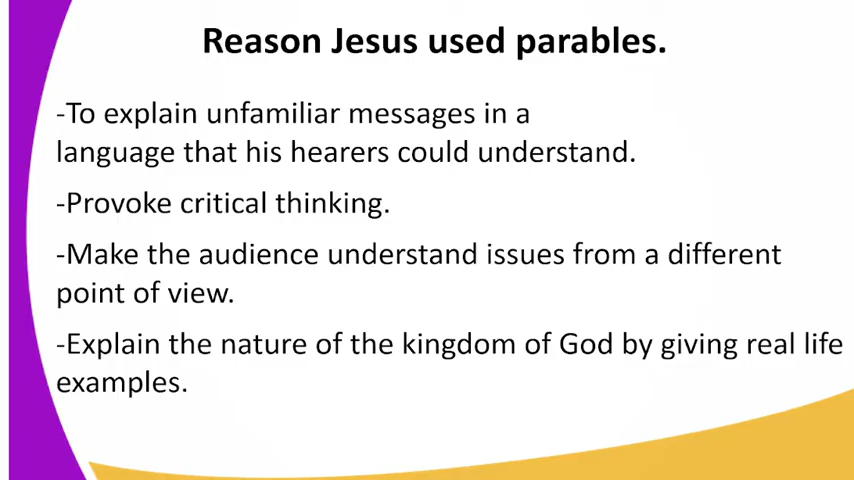 Reason Jesus used parables.
-To explain unfamiliar messages in a
language that his hearers could understand.
-Provoke critical thinking.
-Make the audience understand issues from a different
point of view.
-Explain the nature of the kingdom of God by giving real life
examples.